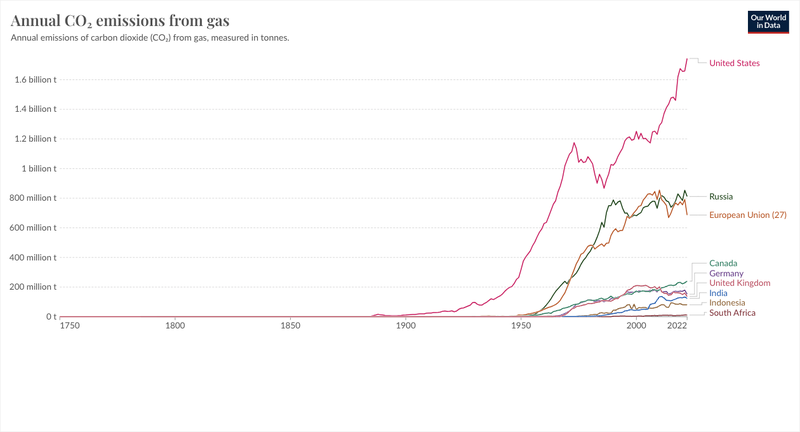 Annual CO₂ emissions from gas
Annual emissions of carbon dioxide (CO₂) from gas, measured in tonnes.
Our World
in Data
1.6 billion t
1.4 billion t
1.2 billion t
1 billion t
800 million t
600 million t
400 million t
200 million t
0 t
1750
1800
1850
1900
1950
2000
2022
United States
Russia
European Union (27)
Canada
Germany
United Kingdom
India
Indonesia
South Africa